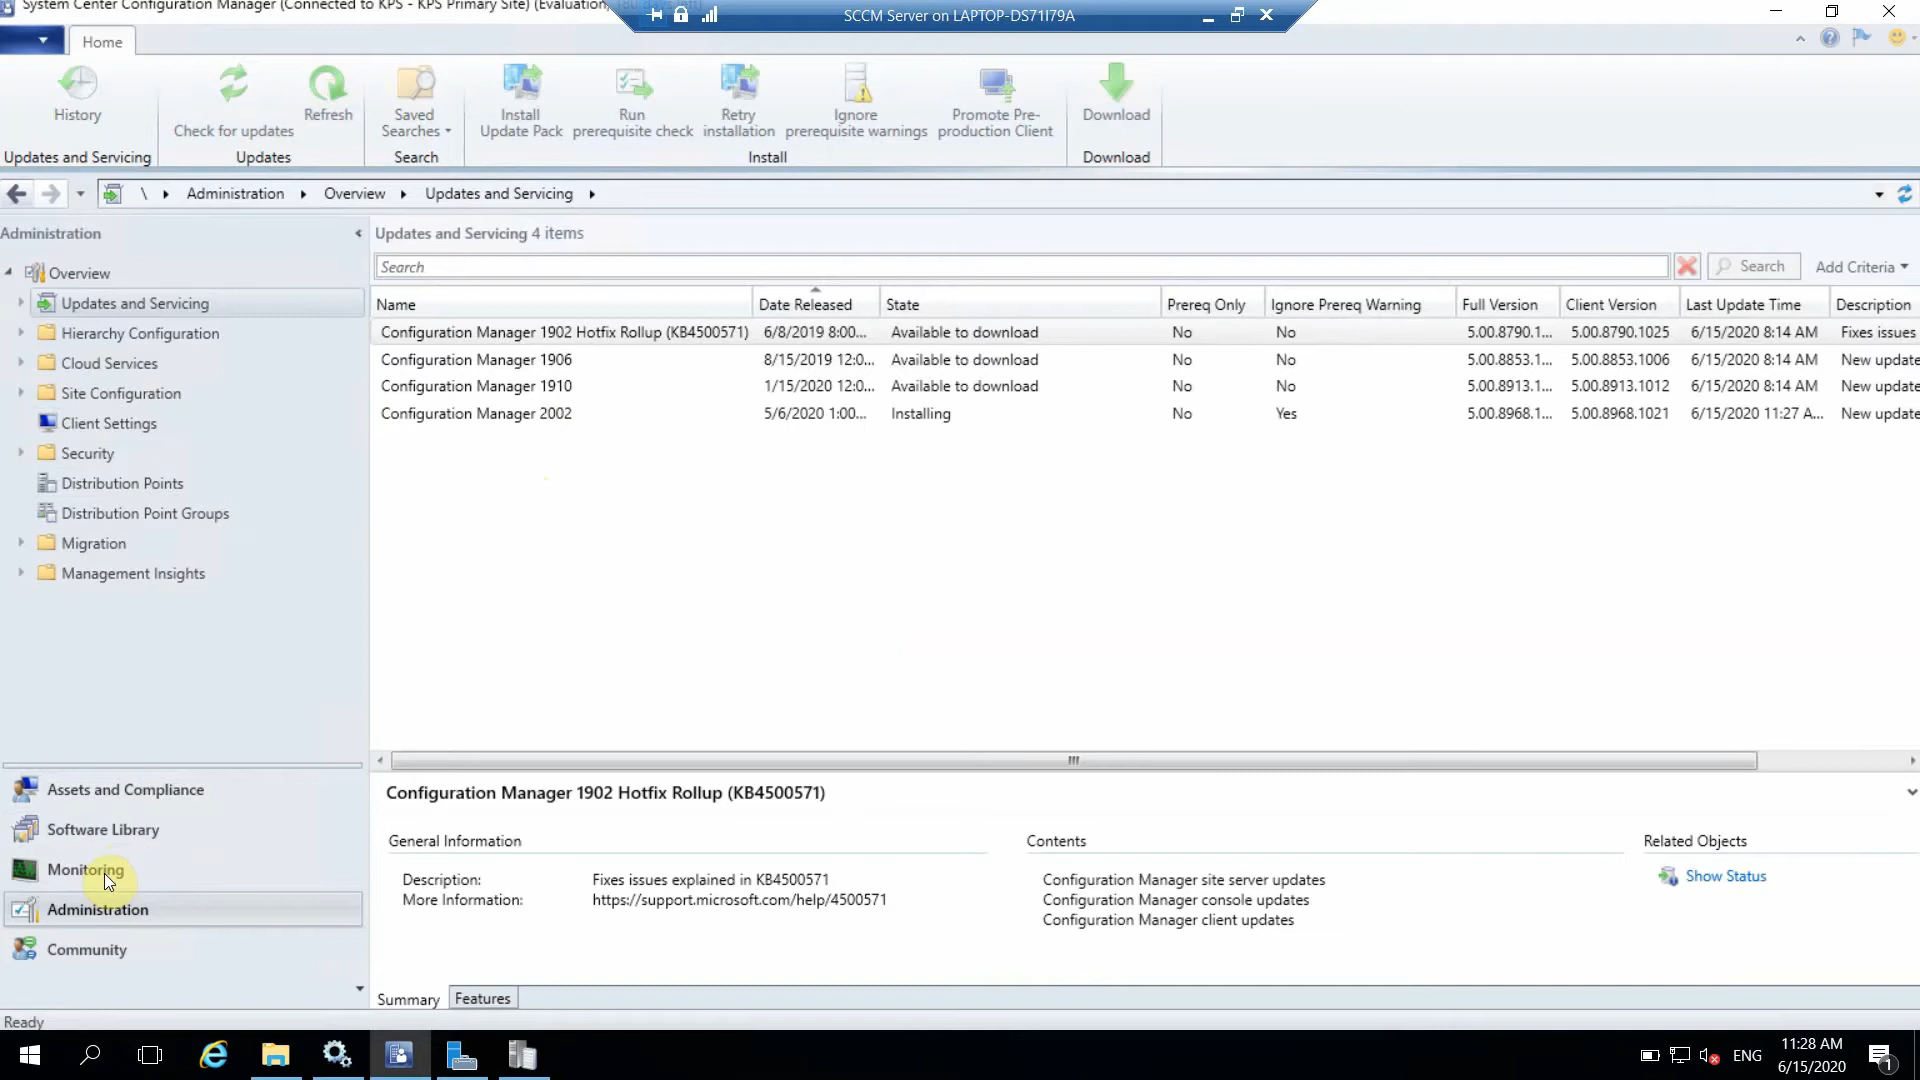 System Center Configuration Manager (Connected to KPS - KPS Primary Site) (Evaluation,
SCCM Server on LAPTOP-DS71I79A
Home
History
Check for updates
Refresh
Saved Searches
Install Update Pack
Run prerequisite check
Retry installation
Ignore prerequisite warnings
Promote Pre-production Client
Download
Updates and Servicing
Updates
Search
Install
Download
\ Administration Overview Updates and Servicing
Administration
Overview
Updates and Servicing
Hierarchy Configuration
Cloud Services
Site Configuration
Client Settings
Security
Distribution Points
Distribution Point Groups
Migration
Management Insights
Assets and Compliance
Software Library
Monitoring
Administration
Community
Updates and Servicing 4 items
Search
Search
Add Criteria
Name Date Released State Prereq Only Ignore Prereq Warning Full Version Client Version Last Update Time Description
Configuration Manager 1902 Hotfix Rollup (KB4500571) 6/8/2019 8:00... Available to download No No 5.00.8790.1... 5.00.8790.1025 6/15/2020 8:14 AM Fixes issues
Configuration Manager 1906 8/15/2019 12:0... Available to download No No 5.00.8853.1... 5.00.8853.1006 6/15/2020 8:14 AM New update
Configuration Manager 1910 1/15/2020 12:0... Available to download No No 5.00.8913.1... 5.00.8913.1012 6/15/2020 8:14 AM New update
Configuration Manager 2002 5/6/2020 1:00... Installing No Yes 5.00.8968.1... 5.00.8968.1021 6/15/2020 11:27 A... New update
Configuration Manager 1902 Hotfix Rollup (KB4500571)
General Information
Description: Fixes issues explained in KB4500571
More Information: https://support.microsoft.com/help/4500571
Contents
Configuration Manager site server updates
Configuration Manager console updates
Configuration Manager client updates
Related Objects
Show Status
Summary Features
Ready
ENG
11:28 AM
6/15/2020
1